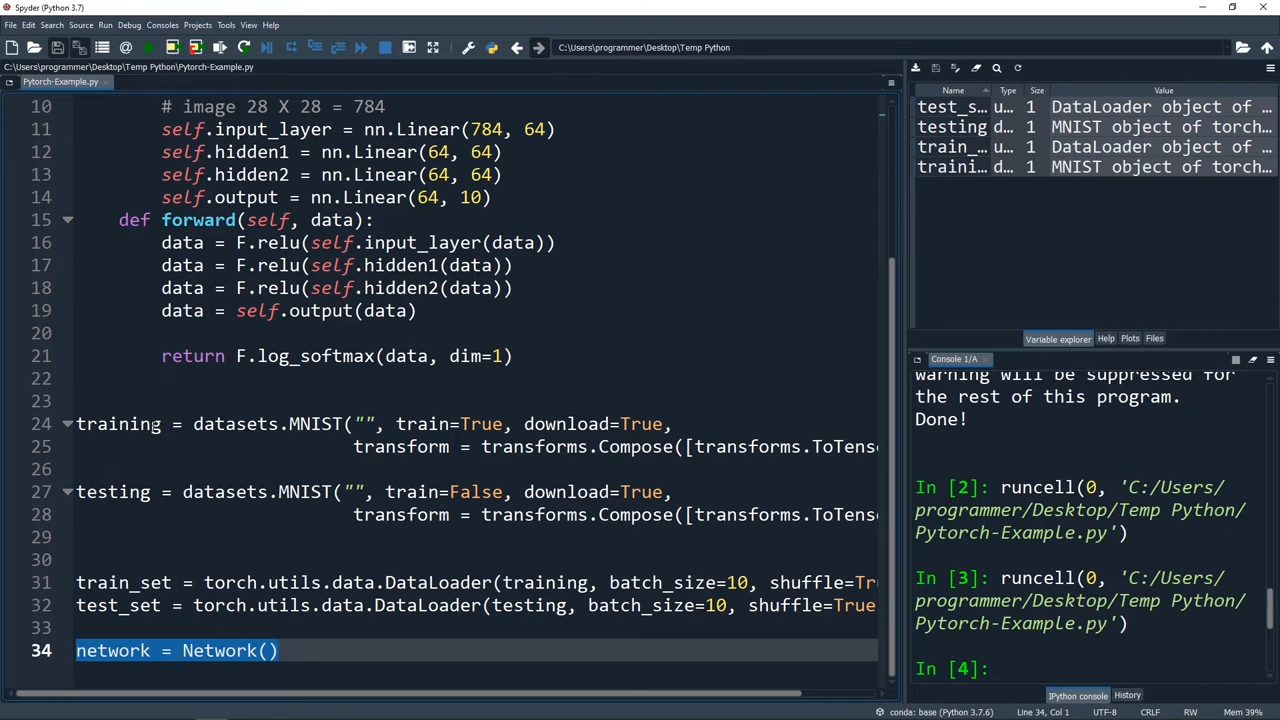 Spyder (Python 3.7)
File Edit Search Source Run Debug Consoles Projects Tools View Help
C:\Users\programmer\Desktop\Temp Python
C:\Users\programmer\Desktop\Temp Python\Pytorch-Example.py
Pytorch-Example.py
10 # image 28 X 28 = 784
11 self.input_layer = nn.Linear(784, 64)
12 self.hidden1 = nn.Linear(64, 64)
13 self.hidden2 = nn.Linear(64, 64)
14 self.output = nn.Linear(64, 10)
15 def forward(self, data):
16 data = F.relu(self.input_layer(data))
17 data = F.relu(self.hidden1(data))
18 data = F.relu(self.hidden2(data))
19 data = self.output(data)
20
21 return F.log_softmax(data, dim=1)
22
23
24 training = datasets.MNIST("", train=True, download=True,
25 transform = transforms.Compose([transforms.ToTens
26
27 testing = datasets.MNIST("", train=False, download=True,
28 transform = transforms.Compose([transforms.ToTens
29
30
31 train_set = torch.utils.data.DataLoader(training, batch_size=10, shuffle=Tr
32 test_set = torch.utils.data.DataLoader(testing, batch_size=10, shuffle=True
33
34 network = Network()
Name Type Size Value
test_s… u… 1 DataLoader object of …
testing d… 1 MNIST object of torch…
train_… u… 1 DataLoader object of …
traini… d… 1 MNIST object of torch…
Variable explorer Help Plots Files
Console 1/A
warning will be suppressed for
the rest of this program.
Done!
In [2]: runcell(0, 'C:/Users/
programmer/Desktop/Temp Python/
Pytorch-Example.py')
In [3]: runcell(0, 'C:/Users/
programmer/Desktop/Temp Python/
Pytorch-Example.py')
In [4]:
IPython console History
conda: base (Python 3.7.6) Line 34, Col 1 UTF-8 CRLF RW Mem 39%